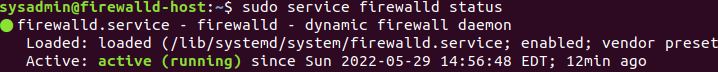 sysadmin@firewalld-host:~$ sudo service firewalld status
●firewalld.service - firewalld - dynamic firewall daemon
Loaded: loaded (/lib/systemd/system/firewalld.service; enabled; vendor preset
Active: active (running) since Sun 2022-05-29 14:56:48 EDT; 12min ago